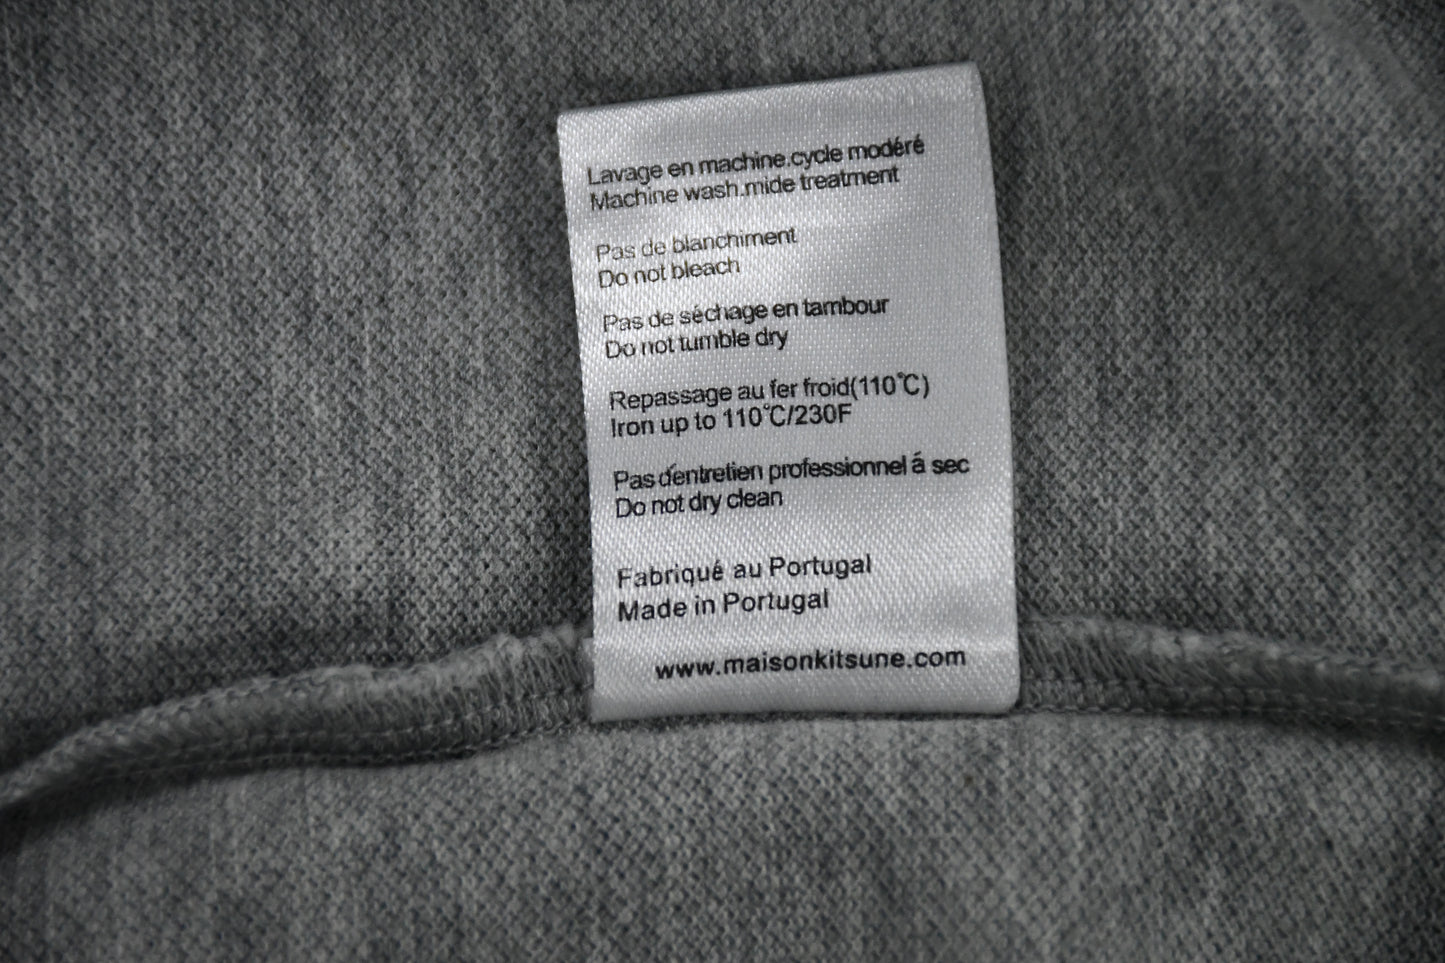 Lavage en machine.cycle modéré
Machine wash.mide treatment
Pas de blanchiment
Do not bleach
Pas de séchage en tambour
Do not tumble dry
Repassage au fer froid(110℃)
Iron up to 110℃/230F
Pas d'entretien professionnel á sec
Do not dry clean
Fabriqué au Portugal
Made in Portugal
www.maisonkitsune.com